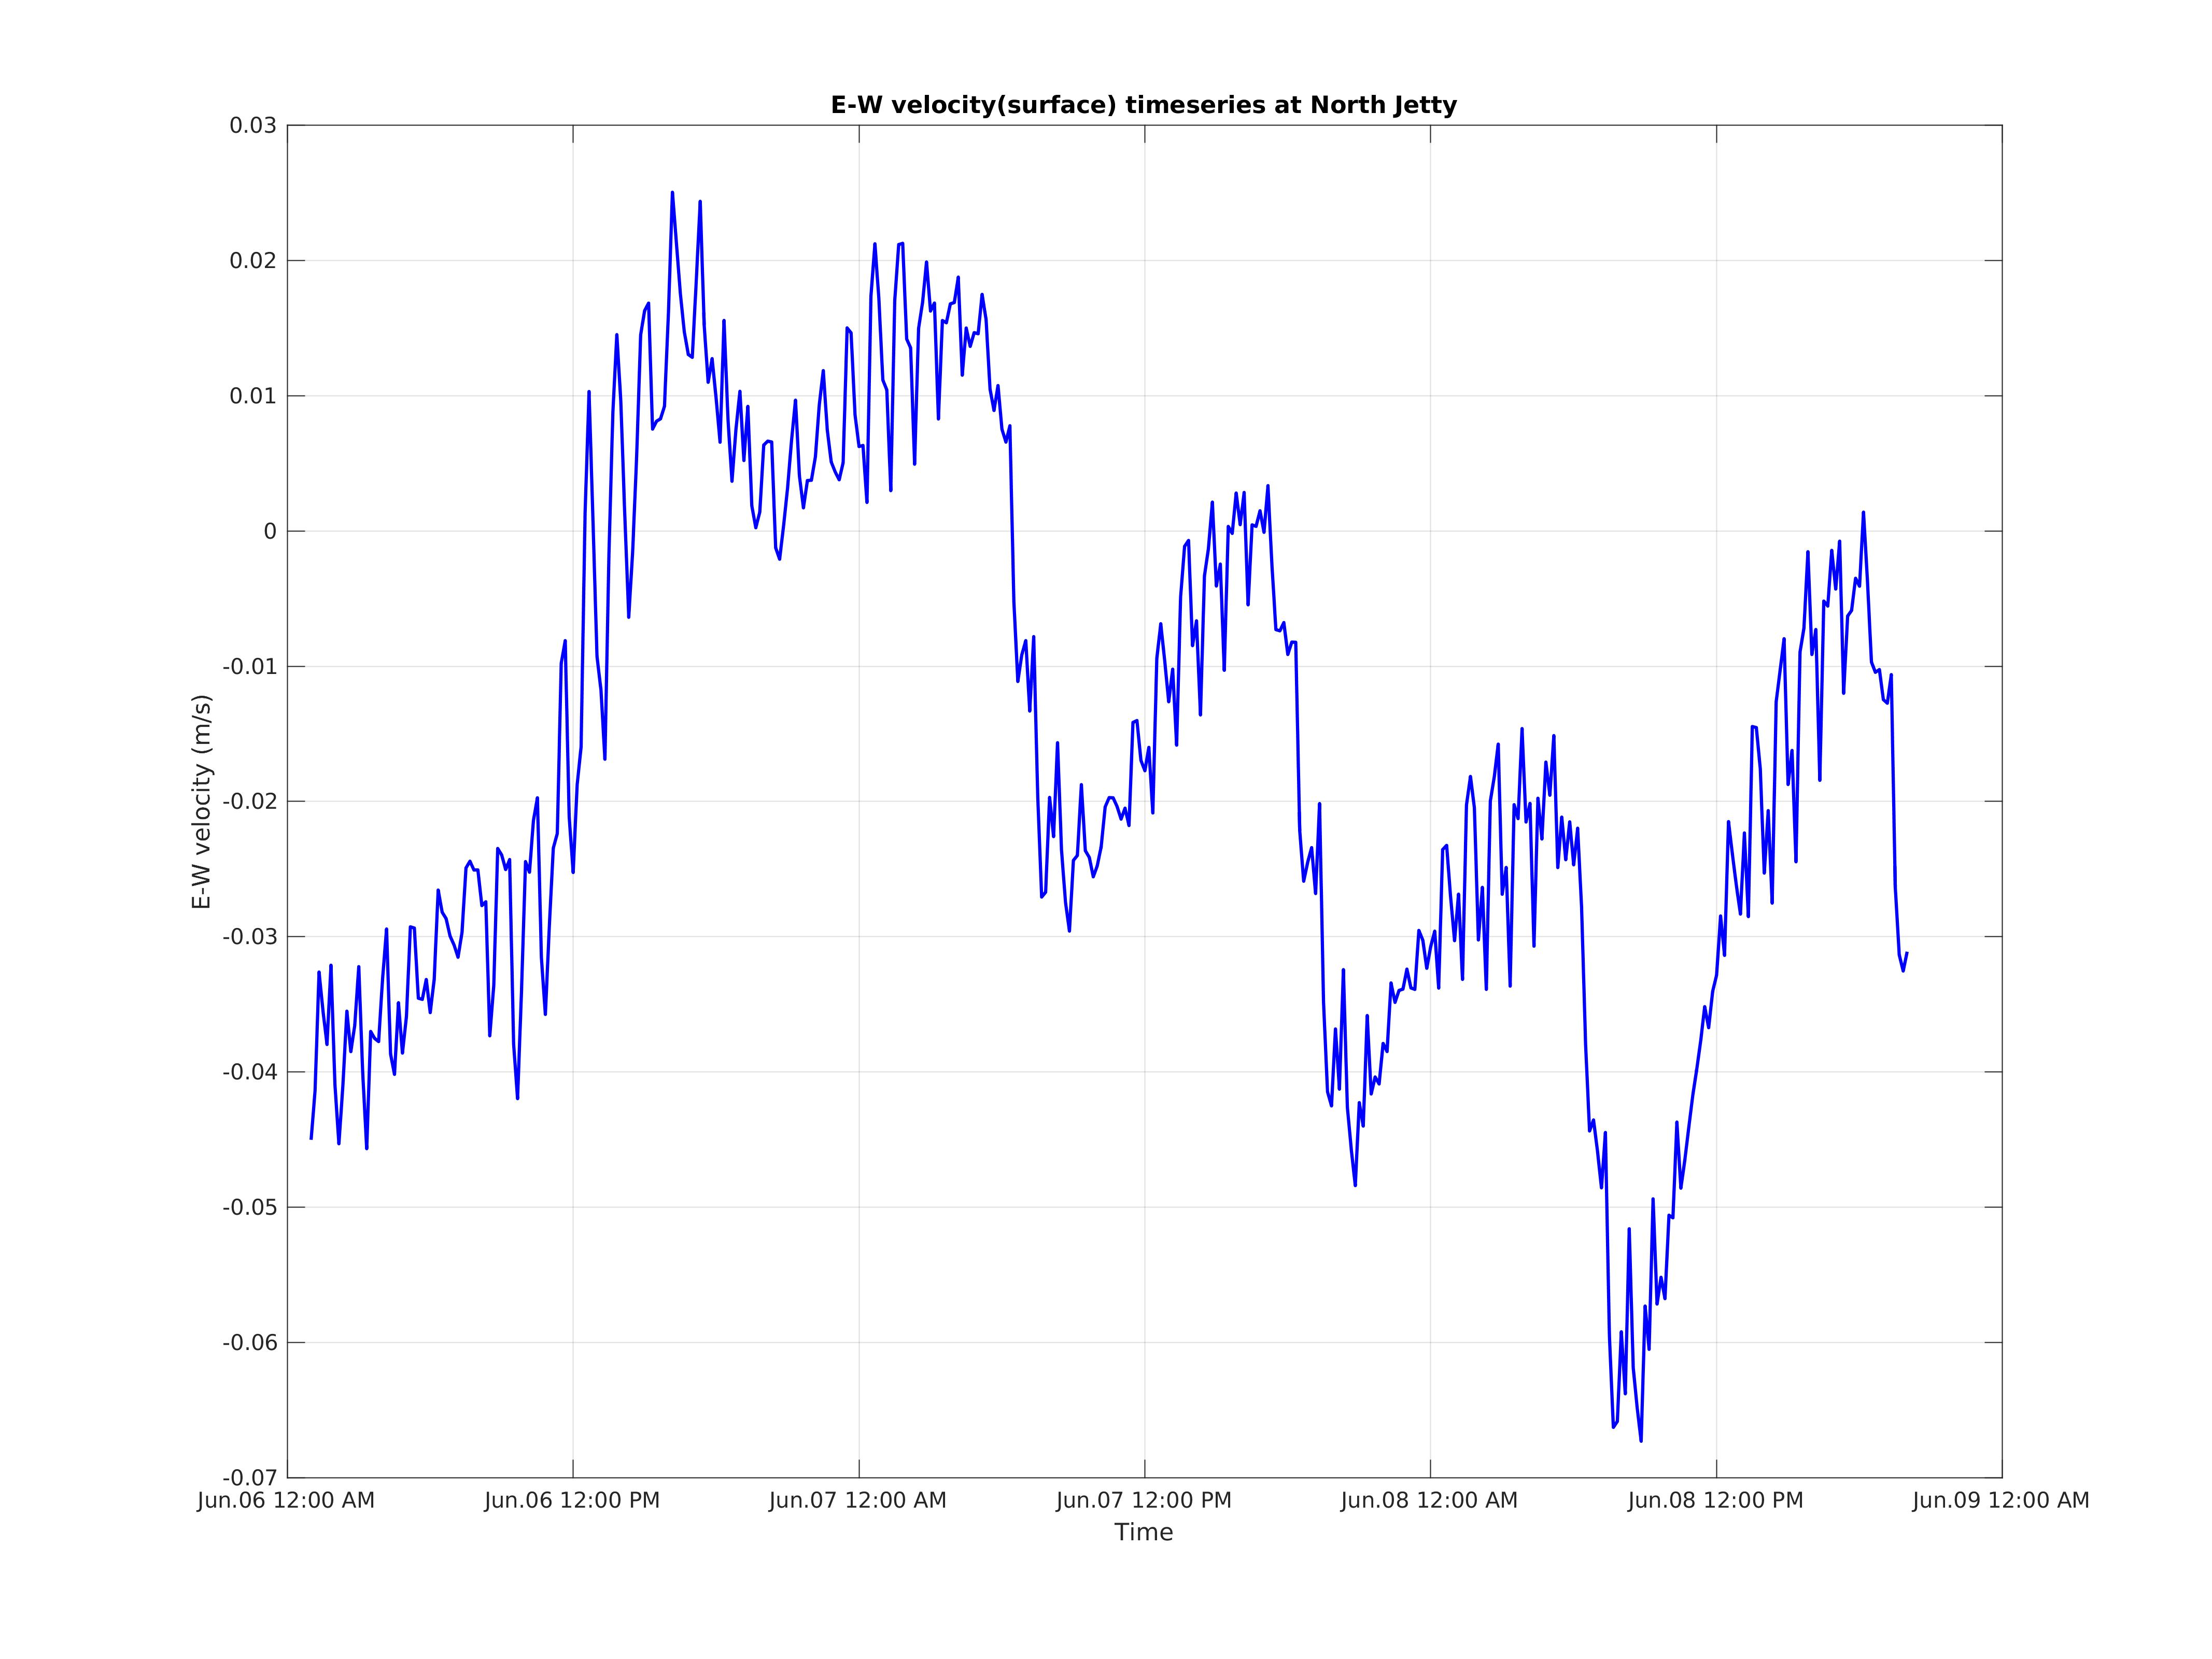 E-W velocity(surface) timeseries at North Jetty
0.03
0.02
0.01
0
-0.01
-0.02
-0.03
-0.04
-0.05
-0.06
-0.07
E-W velocity (m/s)
Jun.06 12:00 AM Jun.06 12:00 PM Jun.07 12:00 AM Jun.07 12:00 PM Jun.08 12:00 AM Jun.08 12:00 PM Jun.09 12:00 AM
Time